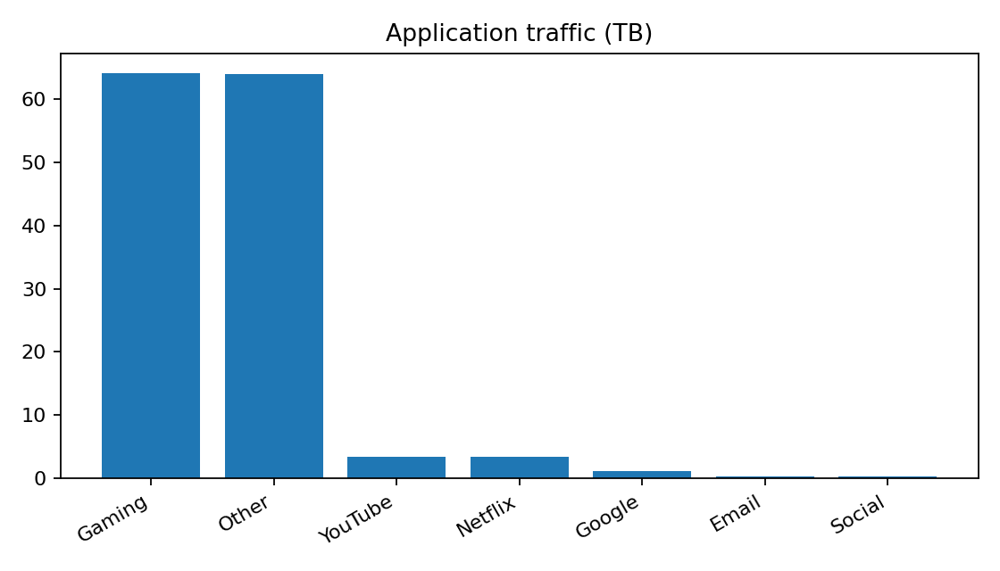 Application traffic (TB)
60
50
40
30
20
10
0
Gaming
Other
YouTube
Netflix
Google
Email
Social